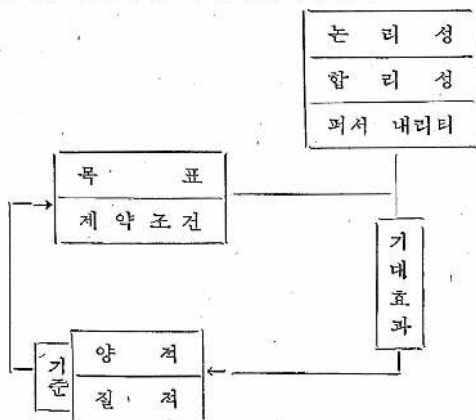 논 리 성
합 리 성
퍼서 내리티
목 표
제 약 조 건
기대효과
기준
양 적
질 적